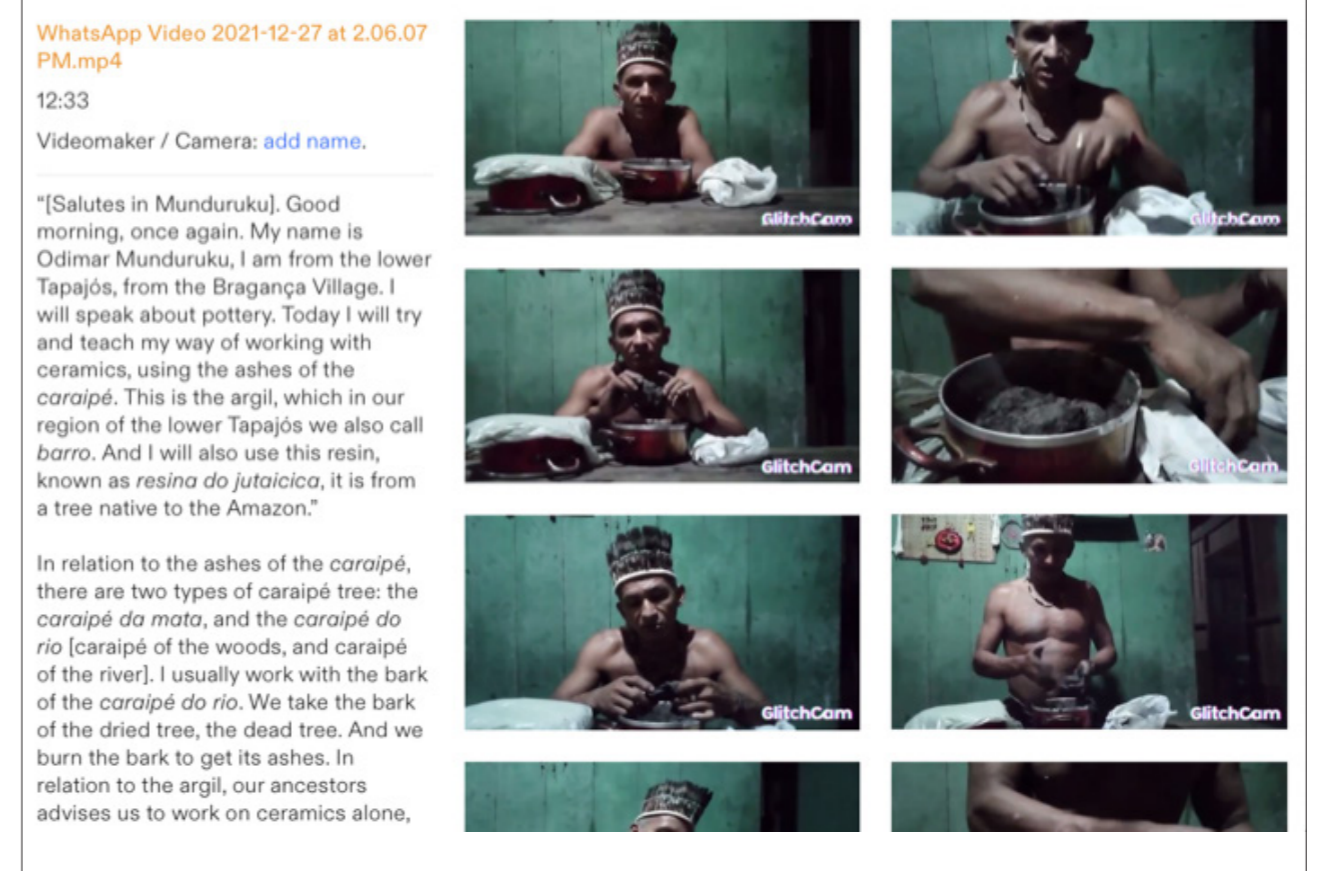 WhatsApp Video 2021-12-27 at 2.06.07
PM.mp4
12:33
Videomaker / Camera: add name.
“[Salutes in Munduruku]. Good
morning, once again. My name is
Odimar Munduruku, I am from the lower
Tapajós, from the Bragança Village. I
will speak about pottery. Today I will try
and teach my way of working with
ceramics, using the ashes of the
caraipé. This is the argil, which in our
region of the lower Tapajós we also call
barro. And I will also use this resin,
known as resina do jutaicica, it is from
a tree native to the Amazon.”
In relation to the ashes of the caraipé,
there are two types of caraipé tree: the
caraipé da mata, and the caraipé do
rio [caraipé of the woods, and caraipé
of the river]. I usually work with the bark
of the caraipé do rio. We take the bark
of the dried tree, the dead tree. And we
burn the bark to get its ashes. In
relation to the argil, our ancestors
advises us to work on ceramics alone,
GlitchCam
GlitchCam
GlitchCam
GlitchCam
GlitchCam
GlitchCam